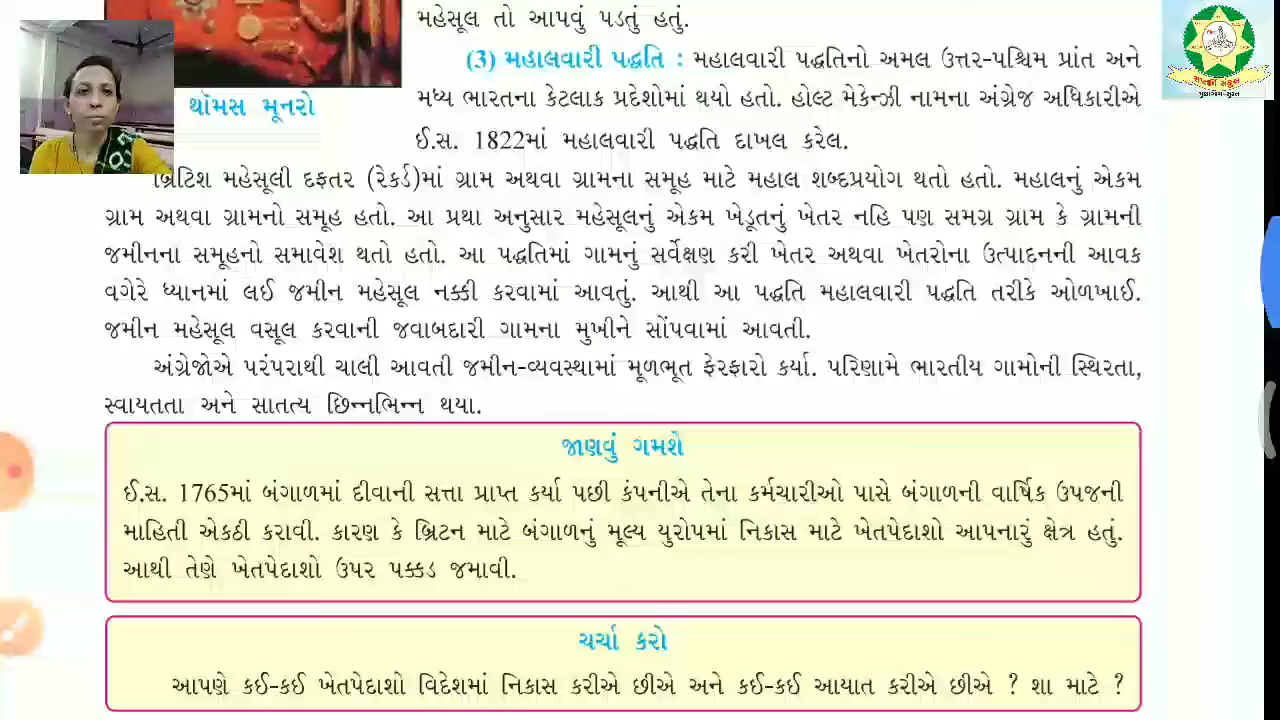 મહેસૂલ તો આપવું પડતું હતું.
(3) મહાલવારી પદ્ધતિ : મહાલવારી પદ્ધતિનો અમલ ઉત્તર-પશ્ચિમ પ્રાંત અને
મધ્ય ભારતના કેટલાક પ્રદેશોમાં થયો હતો. હોલ્ટ મેકેન્ઝી નામના અંગ્રેજ અધિકારીએ
થૉમસ મૂનરો
ઈ.સ. 1822માં મહાલવારી પદ્ધતિ દાખલ કરેલ.
બ્રિટિશ મહેસૂલી દફતર (રેકર્ડ)માં ગ્રામ અથવા ગ્રામના સમૂહ માટે મહાલ શબ્દપ્રયોગ થતો હતો. મહાલનું એકમ
ગ્રામ અથવા ગ્રામનો સમૂહ હતો. આ પ્રથા અનુસાર મહેસૂલનું એકમ ખેડૂતનું ખેતર નહિ પણ સમગ્ર ગ્રામ કે ગ્રામની
જમીનના સમૂહનો સમાવેશ થતો હતો. આ પદ્ધતિમાં ગામનું સર્વેક્ષણ કરી ખેતર અથવા ખેતરોના ઉત્પાદનની આવક
વગેરે ધ્યાનમાં લઈ જમીન મહેસૂલ નક્કી કરવામાં આવતું. આથી આ પદ્ધતિ મહાલવારી પદ્ધતિ તરીકે ઓળખાઈ.
જમીન મહેસૂલ વસૂલ કરવાની જવાબદારી ગામના મુખીને સોંપવામાં આવતી.
અંગ્રેજોએ પરંપરાથી ચાલી આવતી જમીન-વ્યવસ્થામાં મૂળભૂત ફેરફારો કર્યા. પરિણામે ભારતીય ગામોની સ્થિરતા,
સ્વાયતતા અને સાતત્ય છિન્નભિન્ન થયા.
જાણવું ગમશે
ઈ.સ. 1765માં બંગાળમાં દીવાની સત્તા પ્રાપ્ત કર્યા પછી કંપનીએ તેના કર્મચારીઓ પાસે બંગાળની વાર્ષિક ઉપજની
માહિતી એકઠી કરાવી. કારણ કે બ્રિટન માટે બંગાળનું મૂલ્ય યુરોપમાં નિકાસ માટે ખેતપેદાશો આપનારું ક્ષેત્ર હતું.
આથી તેણે ખેતપેદાશો ઉપર પક્કડ જમાવી.
ચર્ચા કરો
આપણે કઈ-કઈ ખેતપેદાશો વિદેશમાં નિકાસ કરીએ છીએ અને કઈ-કઈ આયાત કરીએ છીએ ? શા માટે ?